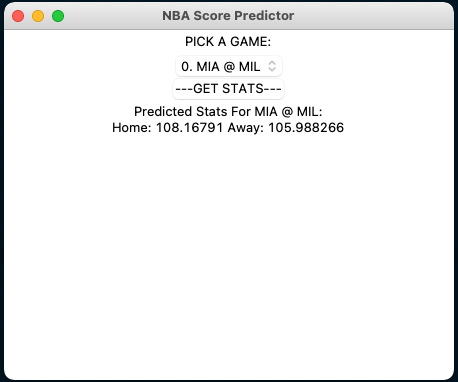 NBA Score Predictor
PICK A GAME:
0. MIA @ MIL
---GET STATS---
Predicted Stats For MIA @ MIL:
Home: 108.16791 Away: 105.988266